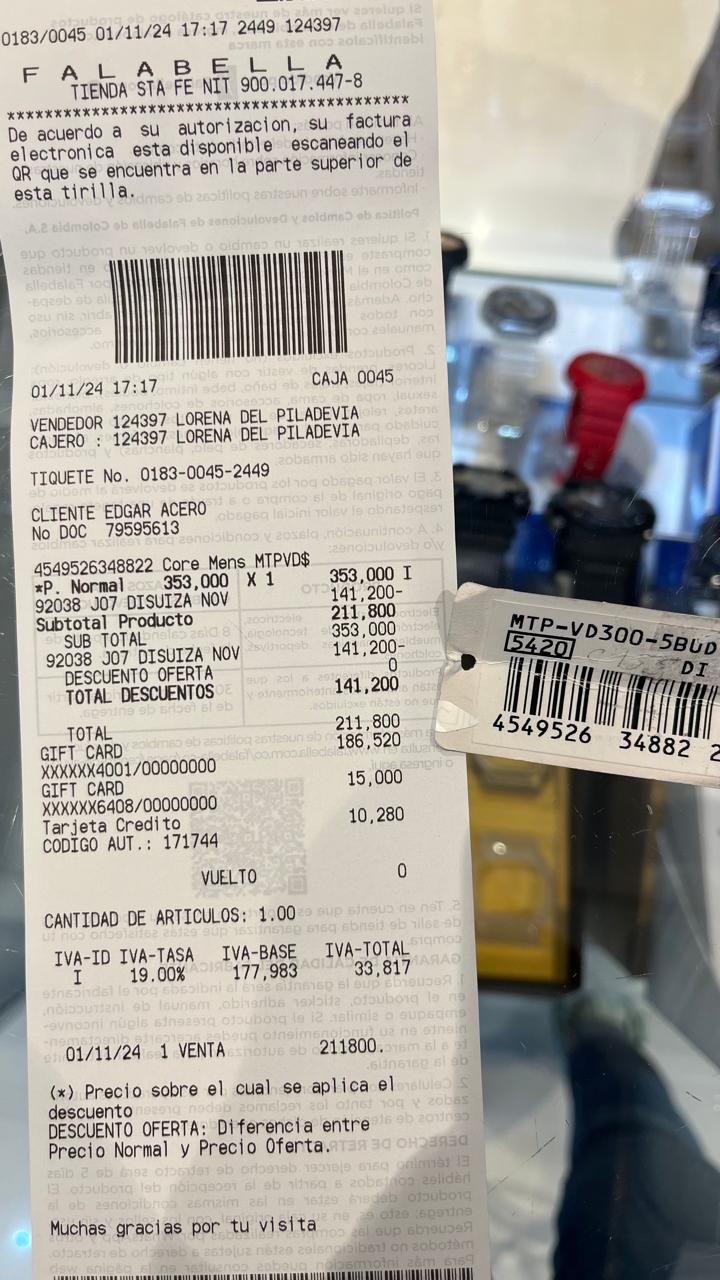 0183/0045 01/11/24 17:17 2449 124397
F A L A B E L L A
TIENDA STA FE NIT 900.017.447-8
****************************************
De acuerdo a su autorizacion, su factura
electronica esta disponible escaneando el
QR que se encuentra en la parte superior de
esta tirilla.
01/11/24 17:17 CAJA 0045
VENDEDOR 124397 LORENA DEL PILADEVIA
CAJERO : 124397 LORENA DEL PILADEVIA
TIQUETE No. 0183-0045-2449
CLIENTE EDGAR ACERO
No DOC 79595613
4549526348822 Core Mens MTPVD$
*P. Normal 353,000 X 1 353,000 I
92038 J07 DISUIZA NOV 141,200-
Subtotal Producto 211,800
SUB TOTAL 353,000
92038 J07 DISUIZA NOV 141,200-
DESCUENTO OFERTA 0
TOTAL DESCUENTOS 141,200
TOTAL 211,800
GIFT CARD 186,520
XXXXXX4001/00000000
GIFT CARD 15,000
XXXXXX6408/00000000
Tarjeta Credito 10,280
CODIGO AUT.: 171744
VUELTO 0
CANTIDAD DE ARTICULOS: 1.00
IVA-ID IVA-TASA IVA-BASE IVA-TOTAL
I 19.00% 177,983 33,817
01/11/24 1 VENTA 211800.
(*) Precio sobre el cual se aplica el
descuento
DESCUENTO OFERTA: Diferencia entre
Precio Normal y Precio Oferta.
Muchas gracias por tu visita
MTP-VD300-5BUD
5420
DI
4549526 34882 2